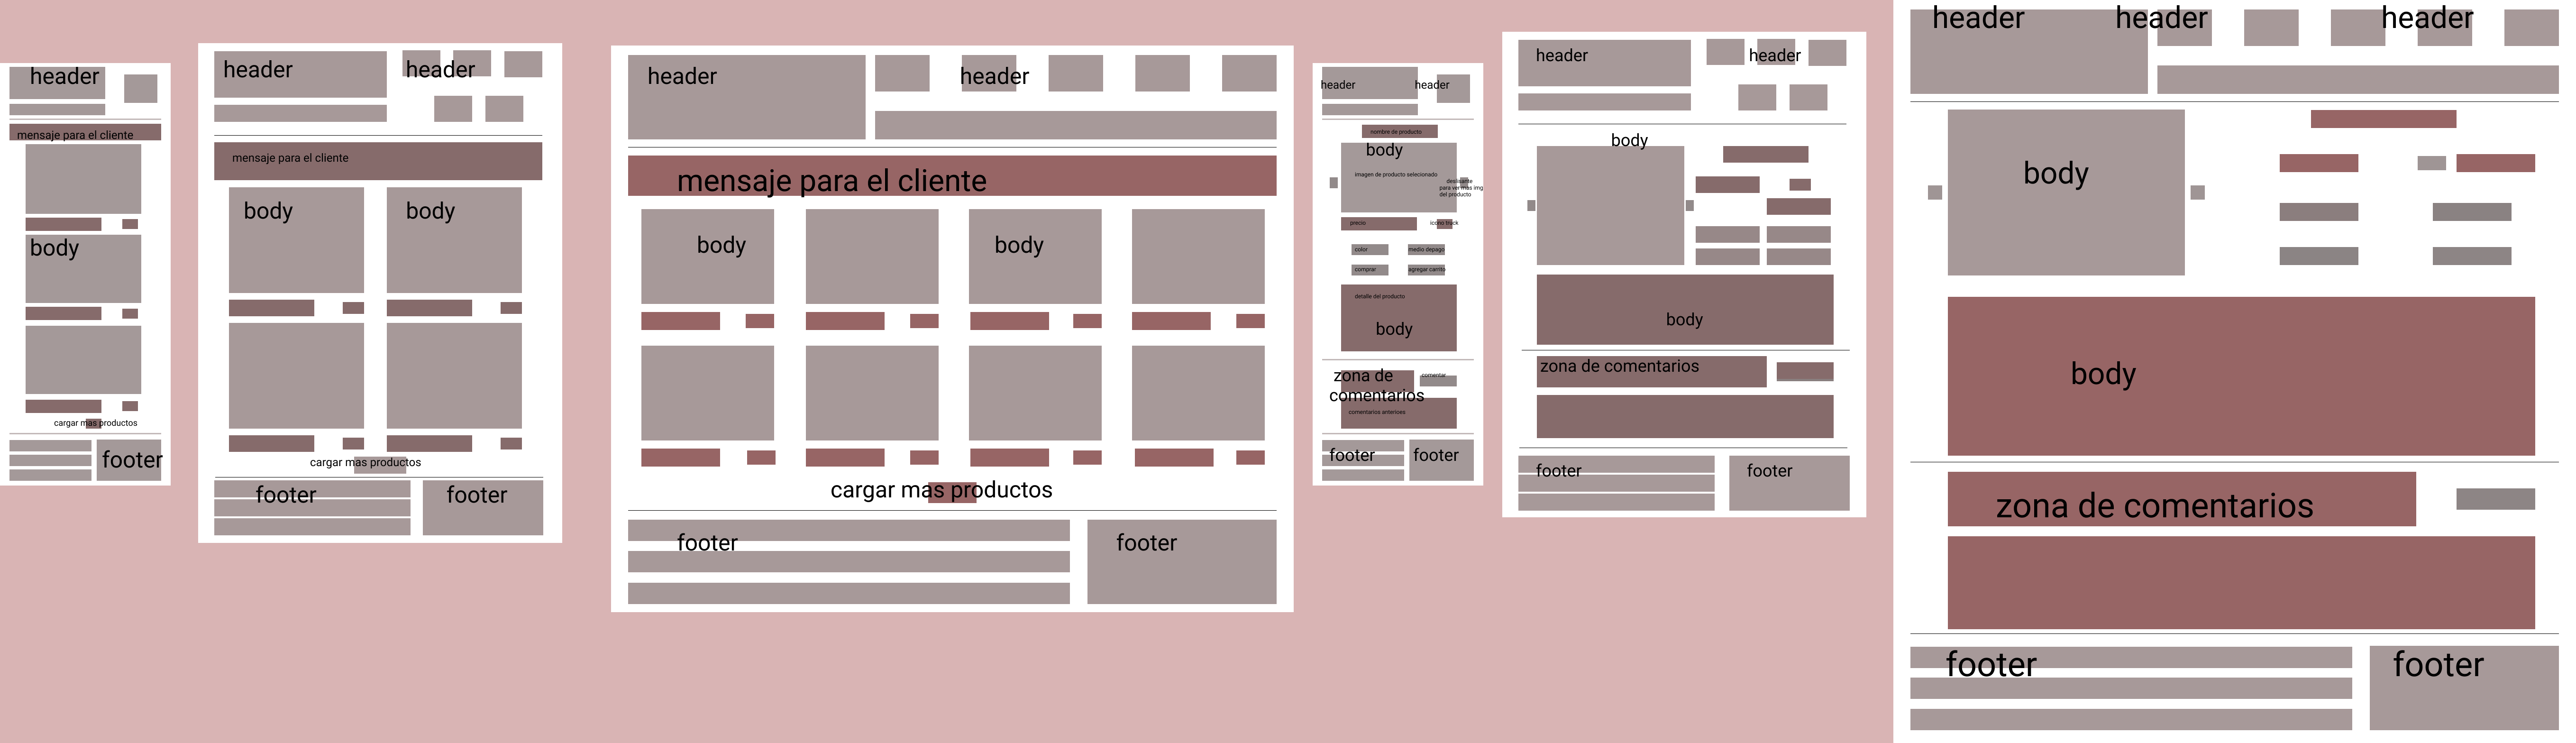 header
mensaje para el cliente
body
cargar mas productos
footer
header
header
mensaje para el cliente
body
body
cargar mas productos
footer
footer
header
header
mensaje para el cliente
body
body
cargar mas productos
footer
footer
header
header
nombre de producto
body
imagen de producto selecionado
deslisante
para ver mas img
del producto
precio
icono truck
color
medio depago
comprar
agregar carrito
detalle del producto
body
zona de
comentarios
comentar
comentarios anterioes
footer
footer
header
header
body
body
zona de comentarios
footer
footer
header
header
header
body
body
zona de comentarios
footer
footer